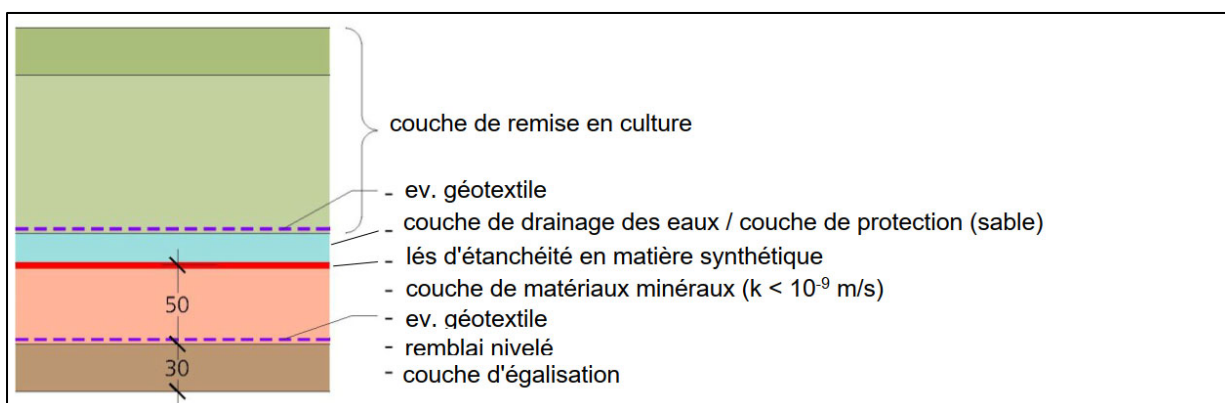 couche de remise en culture
- ev. géotextile
- couche de drainage des eaux / couche de protection (sable)
- lés d'étanchéité en matière synthétique
- couche de matériaux minéraux (k < 10⁻⁹ m/s)
- ev. géotextile
- remblai nivelé
- couche d'égalisation
50
30